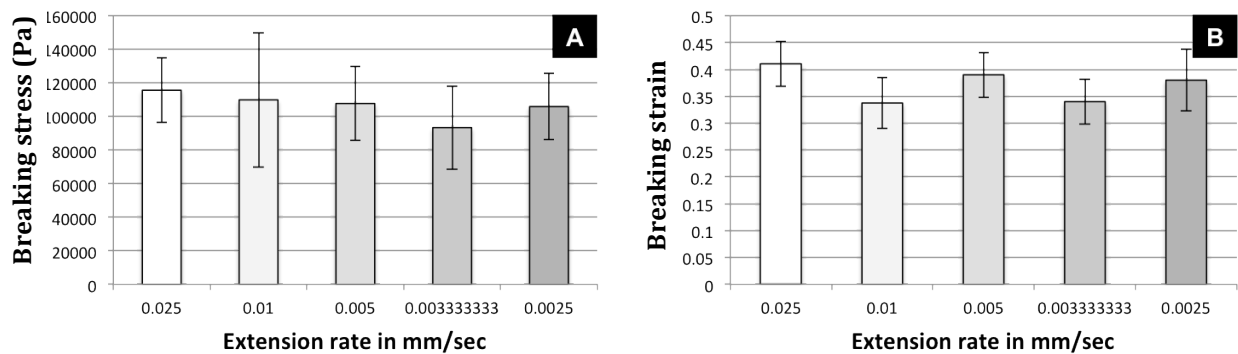 Breaking stress (Pa)
160000
140000
120000
100000
80000
60000
40000
20000
0
A
0.025 0.01 0.005 0.003333333 0.0025
Extension rate in mm/sec
Breaking strain
0.5
0.45
0.4
0.35
0.3
0.25
0.2
0.15
0.1
0.05
0
B
0.025 0.01 0.005 0.003333333 0.0025
Extension rate in mm/sec